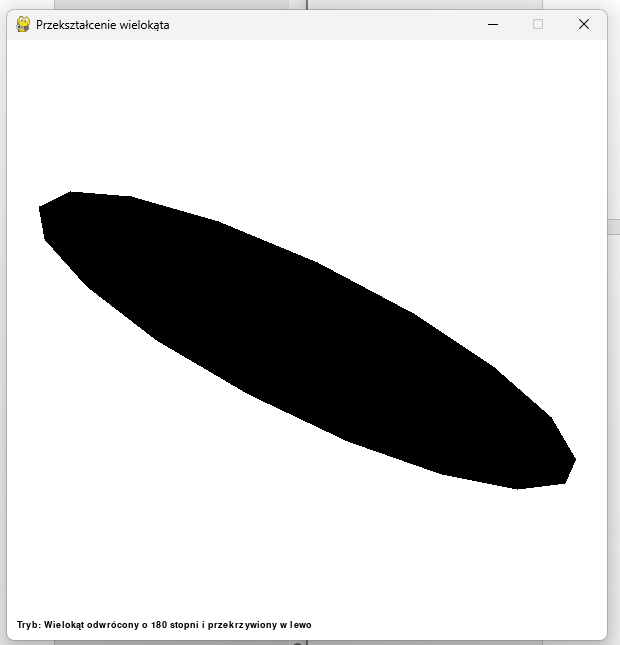 Przekształcenie wielokąta
Tryb: Wielokąt odwrócony o 180 stopni i przekrzywiony w lewo